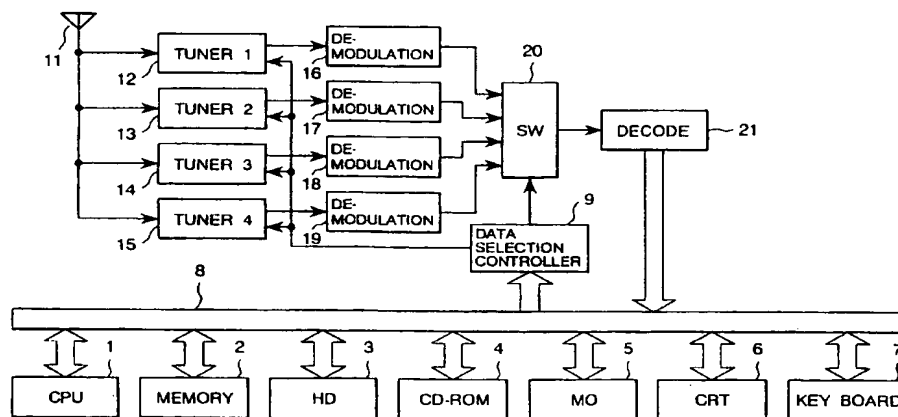 11
TUNER 1
12
DE-
MODULATION
16
20
SW
DECODE
21
TUNER 2
13
DE-
MODULATION
17
TUNER 3
14
DE-
MODULATION
18
TUNER 4
15
DE-
MODULATION
19
9
DATA
SELECTION
CONTROLLER
8
1
CPU
2
MEMORY
3
HD
4
CD-ROM
5
MO
6
CRT
7
KEY BOARD